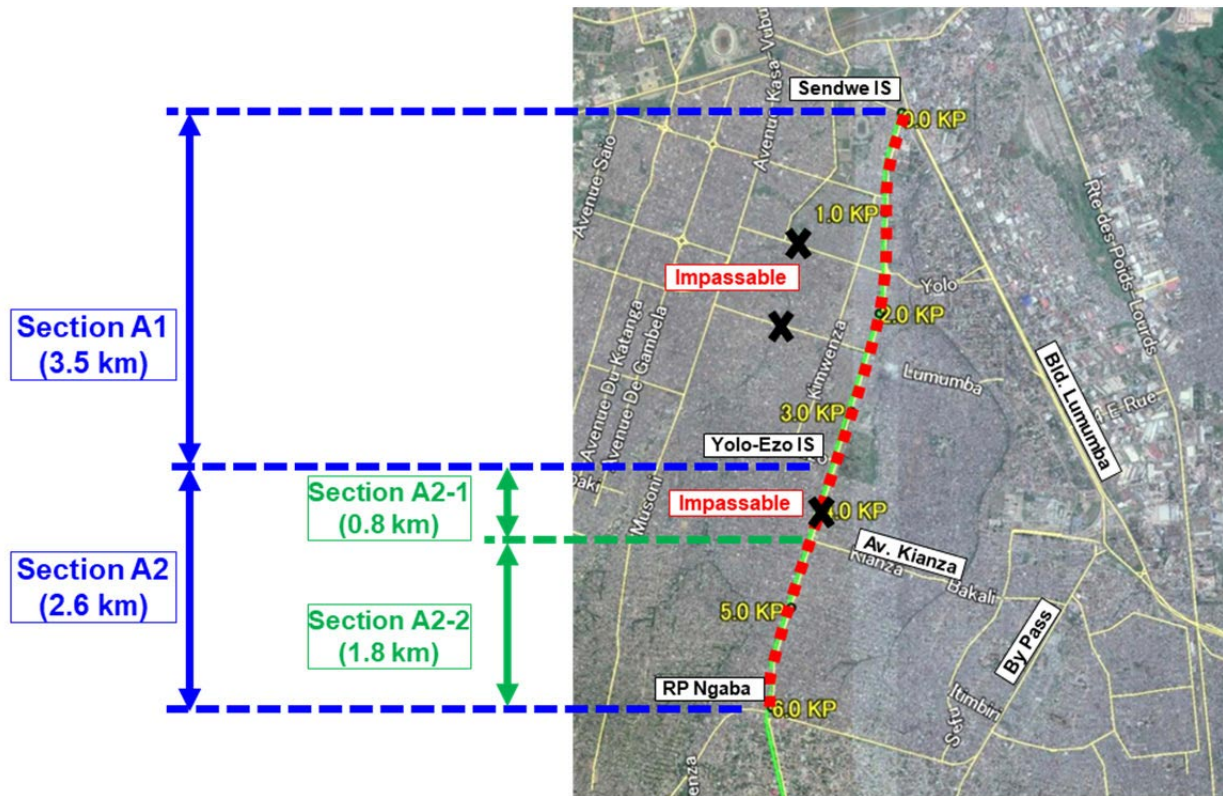 Sendwe IS
0.0 KP
Avenue Kasa-Vubu
Avenue Saio
1.0 KP
Rte des Poids-Lourds
Impassable
Yolo
2.0 KP
Section A1
(3.5 km)
Avenue Du Katanga
Avenue De Gambela
Kimwenza
Lumumba
Bld. Lumumba
3.0 KP
E Rue
Yolo-Ezo IS
Musoni
Section A2-1
(0.8 km)
Impassable
.0 KP
Av. Kianza
Kianza
Bakali
Section A2
(2.6 km)
Section A2-2
(1.8 km)
5.0 KP
By Pass
RP Ngaba
6.0 KP
Itimbiri
Sefu
enza